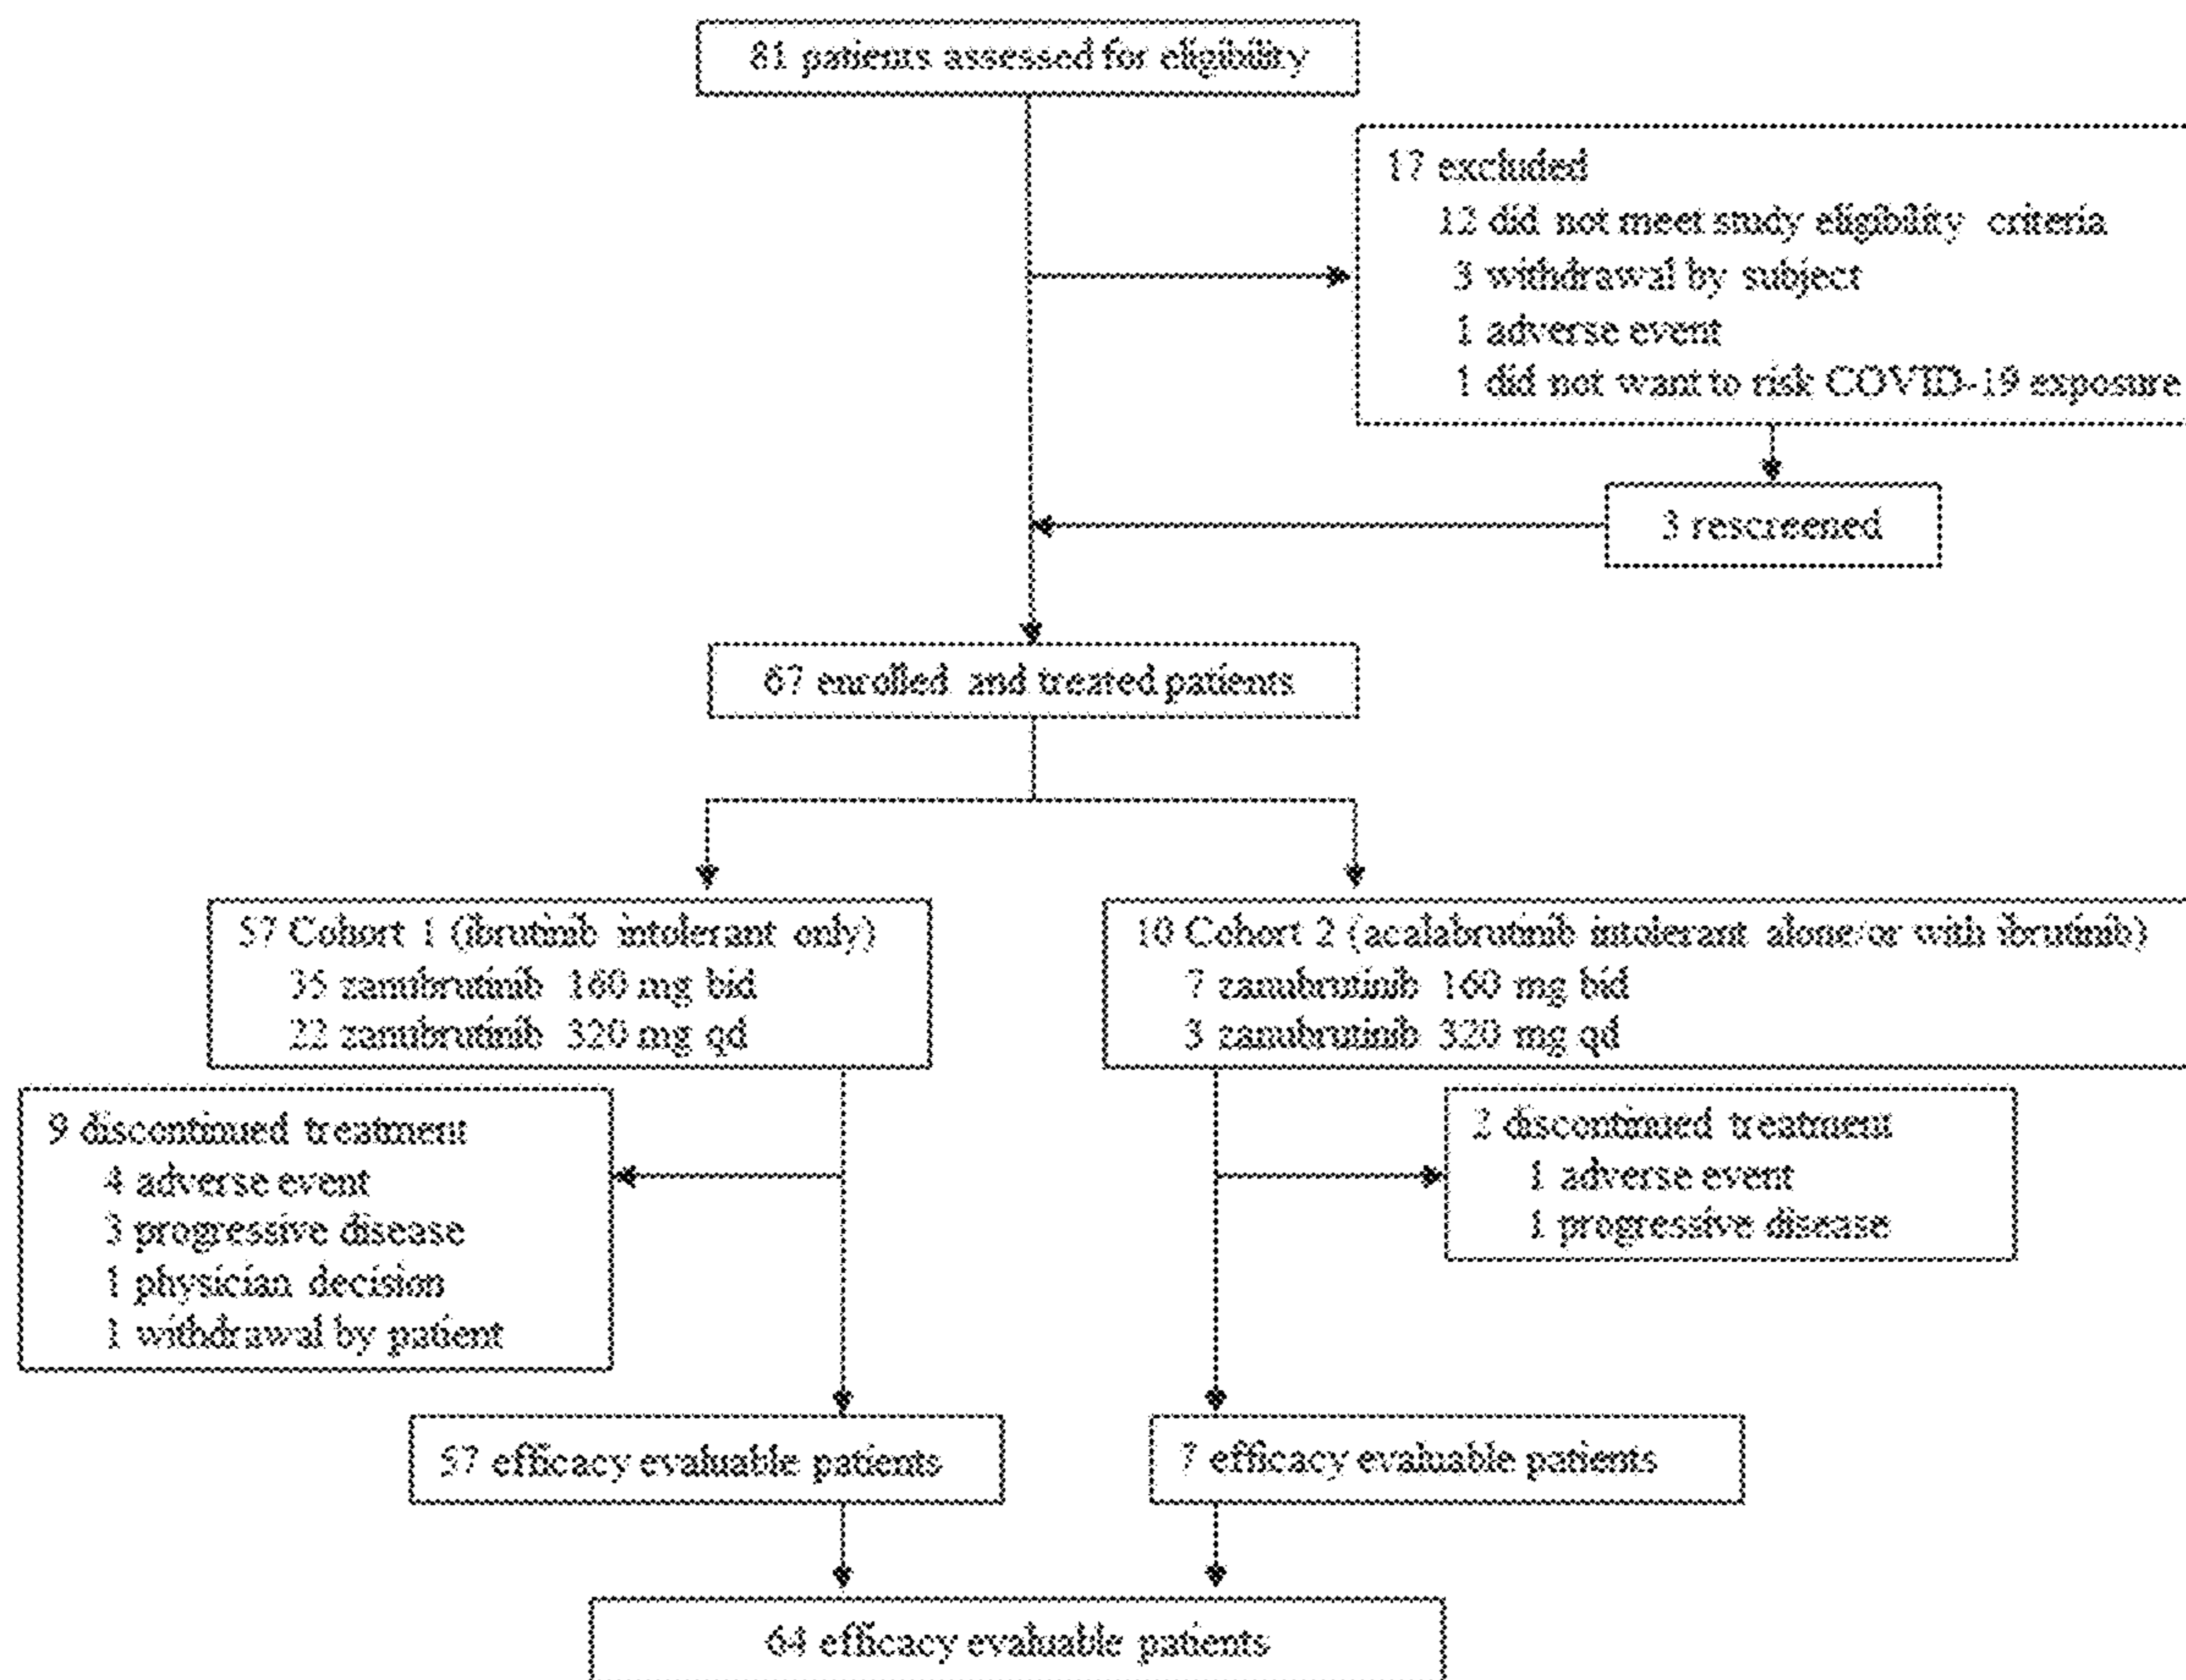 81 patients assessed for eligibility
17 excluded
12 did not meet study eligibility criteria
3 withdrawal by subject
1 adverse event
1 did not want to risk COVID-19 exposure
3 rescreened
67 enrolled and treated patients
57 Cohort 1 (ibrutinib intolerant only)
35 zanubrutinib 160 mg bid
22 zanubrutinib 320 mg qd
10 Cohort 2 (acalabrutinib intolerant alone/or with ibrutinib)
7 zanubrutinib 160 mg bid
3 zanubrutinib 320 mg qd
9 discontinued treatment
4 adverse event
3 progressive disease
1 physician decision
1 withdrawal by patient
2 discontinued treatment
1 adverse event
1 progressive disease
57 efficacy evaluable patients
7 efficacy evaluable patients
64 efficacy evaluable patients